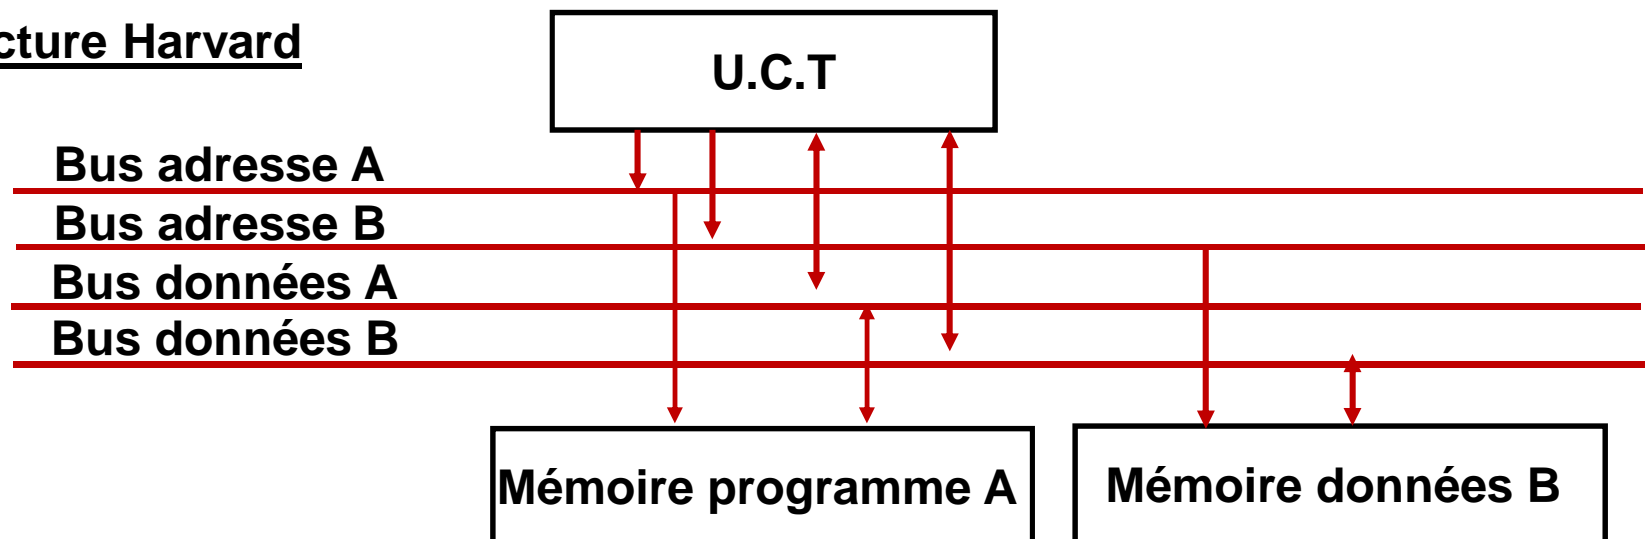 cture Harvard
U.C.T
Bus adresse A
Bus adresse B
Bus données A
Bus données B
Mémoire programme A
Mémoire données B